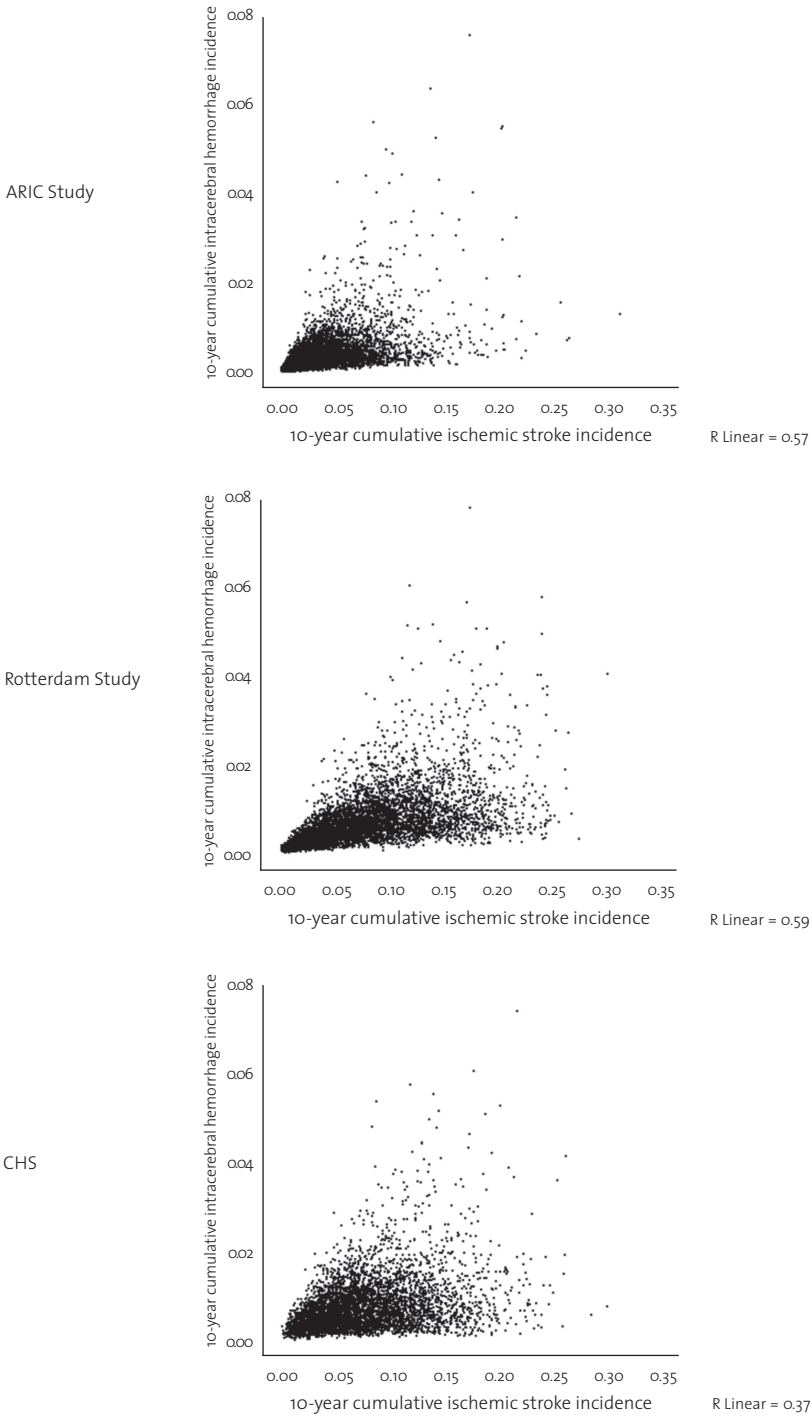 ARIC Study
10-year cumulative intracerebral hemorrhage incidence
0.08
0.06
0.04
0.02
0.00
0.00 0.05 0.10 0.15 0.20 0.25 0.30 0.35
10-year cumulative ischemic stroke incidence
R Linear = 0.57
Rotterdam Study
10-year cumulative intracerebral hemorrhage incidence
0.08
0.06
0.04
0.02
0.00
0.00 0.05 0.10 0.15 0.20 0.25 0.30 0.35
10-year cumulative ischemic stroke incidence
R Linear = 0.59
CHS
10-year cumulative intracerebral hemorrhage incidence
0.08
0.06
0.04
0.02
0.00
0.00 0.05 0.10 0.15 0.20 0.25 0.30 0.35
10-year cumulative ischemic stroke incidence
R Linear = 0.37